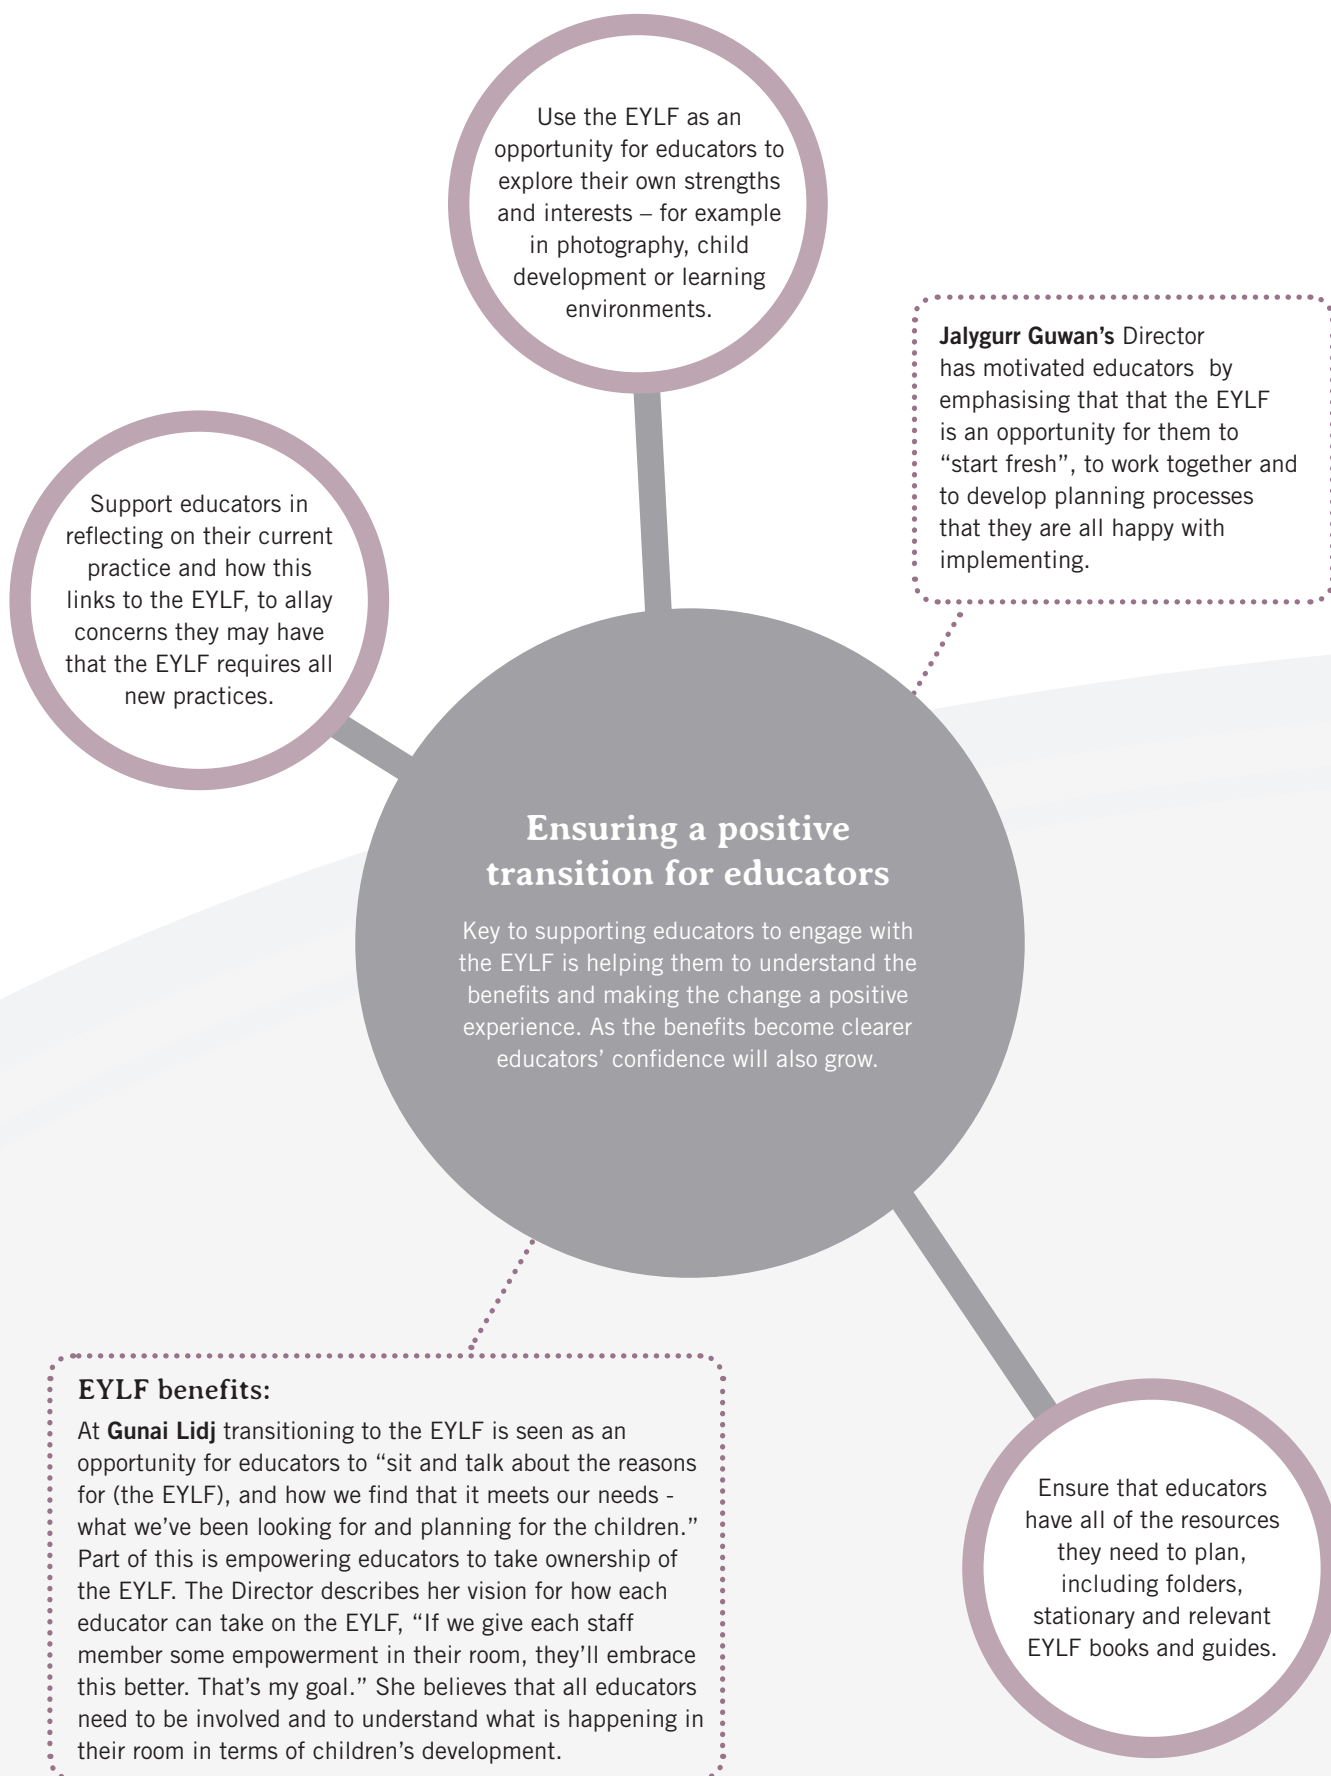 Use the EYLF as an
opportunity for educators to
explore their own strengths
and interests – for example
in photography, child
development or learning
environments.
Jalygurr Guwan's Director
has motivated educators by
emphasising that that the EYLF
is an opportunity for them to
“start fresh”, to work together and
to develop planning processes
that they are all happy with
implementing.
Support educators in
reflecting on their current
practice and how this
links to the EYLF, to allay
concerns they may have
that the EYLF requires all
new practices.
Ensuring a positive
transition for educators
Key to supporting educators to engage with
the EYLF is helping them to understand the
benefits and making the change a positive
experience. As the benefits become clearer
educators’ confidence will also grow.
EYLF benefits:
At Gunai Lidj transitioning to the EYLF is seen as an
opportunity for educators to “sit and talk about the reasons
for (the EYLF), and how we find that it meets our needs -
what we’ve been looking for and planning for the children.”
Part of this is empowering educators to take ownership of
the EYLF. The Director describes her vision for how each
educator can take on the EYLF, “If we give each staff
member some empowerment in their room, they’ll embrace
this better. That’s my goal.” She believes that all educators
need to be involved and to understand what is happening in
their room in terms of children’s development.
Ensure that educators
have all of the resources
they need to plan,
including folders,
stationary and relevant
EYLF books and guides.